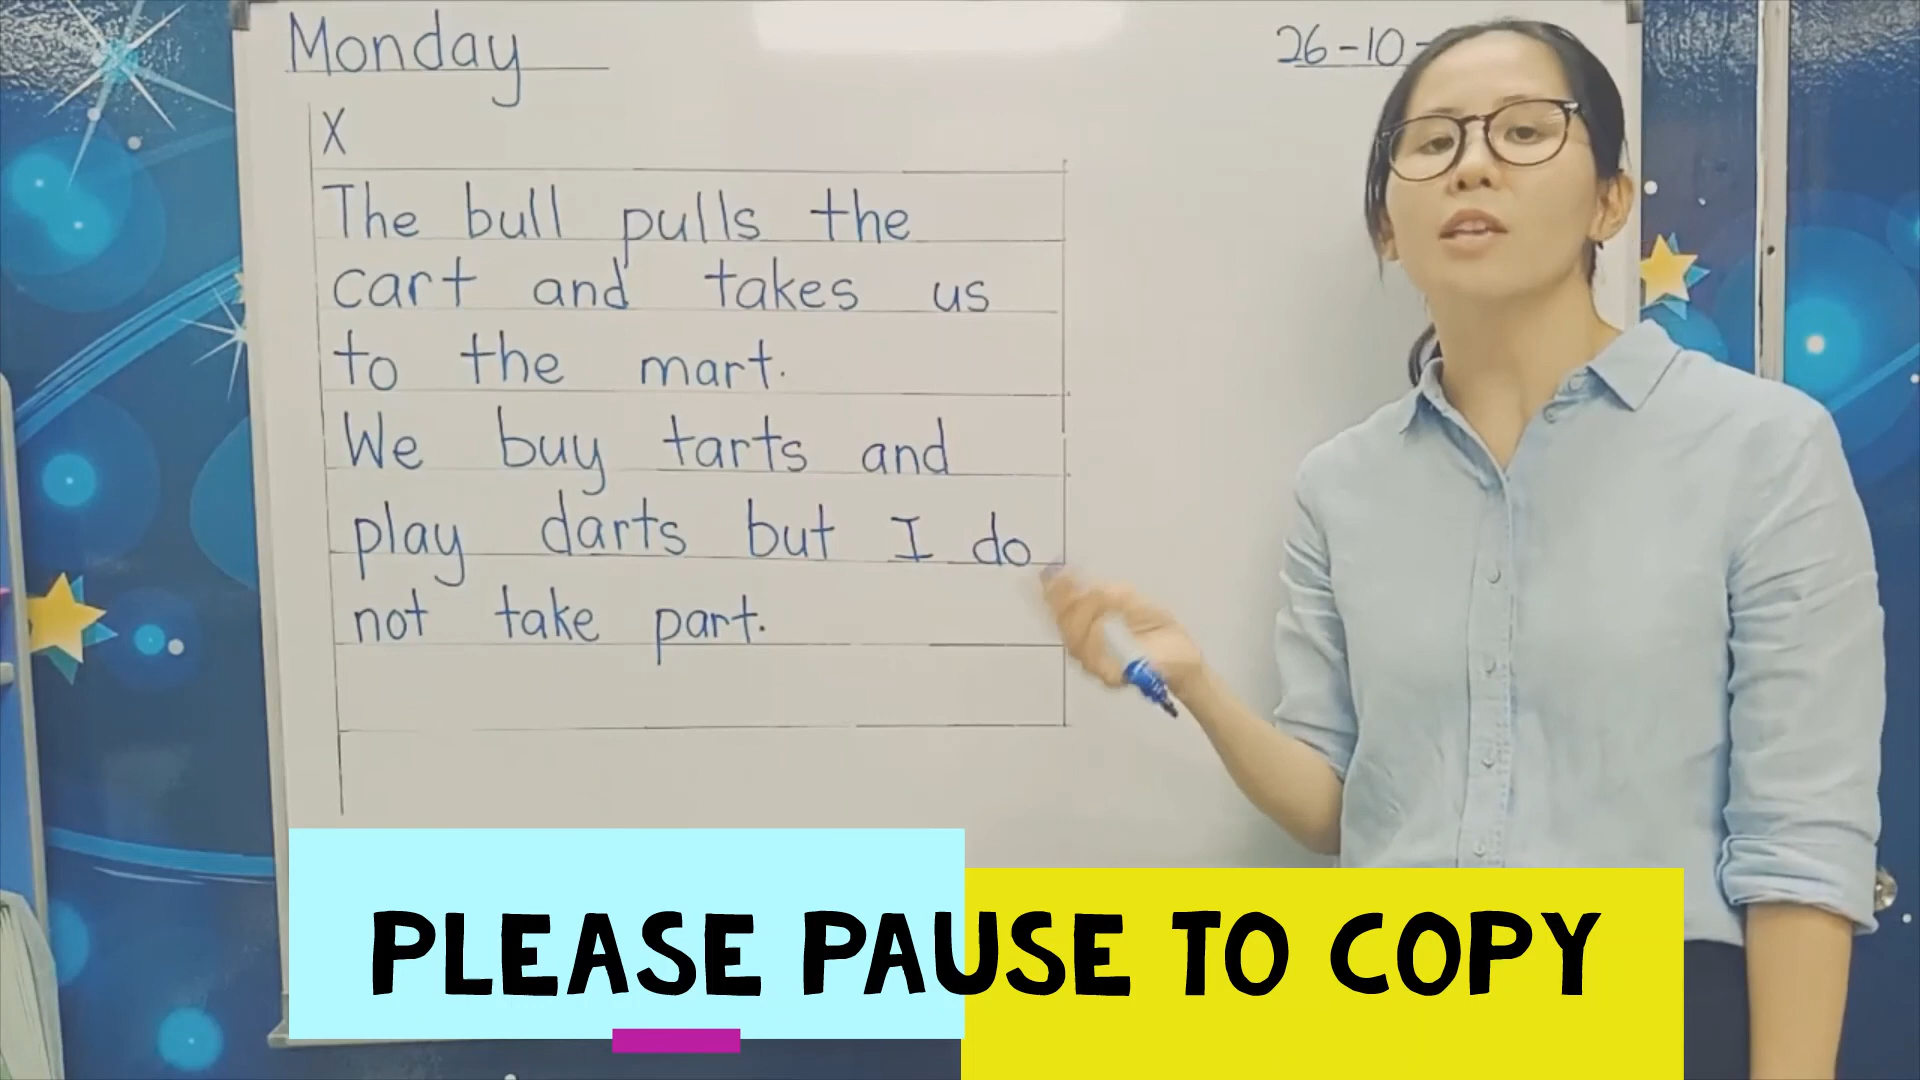 Monday
26-10-
X
The bull pulls the
cart and takes us
to the mart.
We buy tarts and
play darts but I do
not take part.
PLEASE PAUSE TO COPY